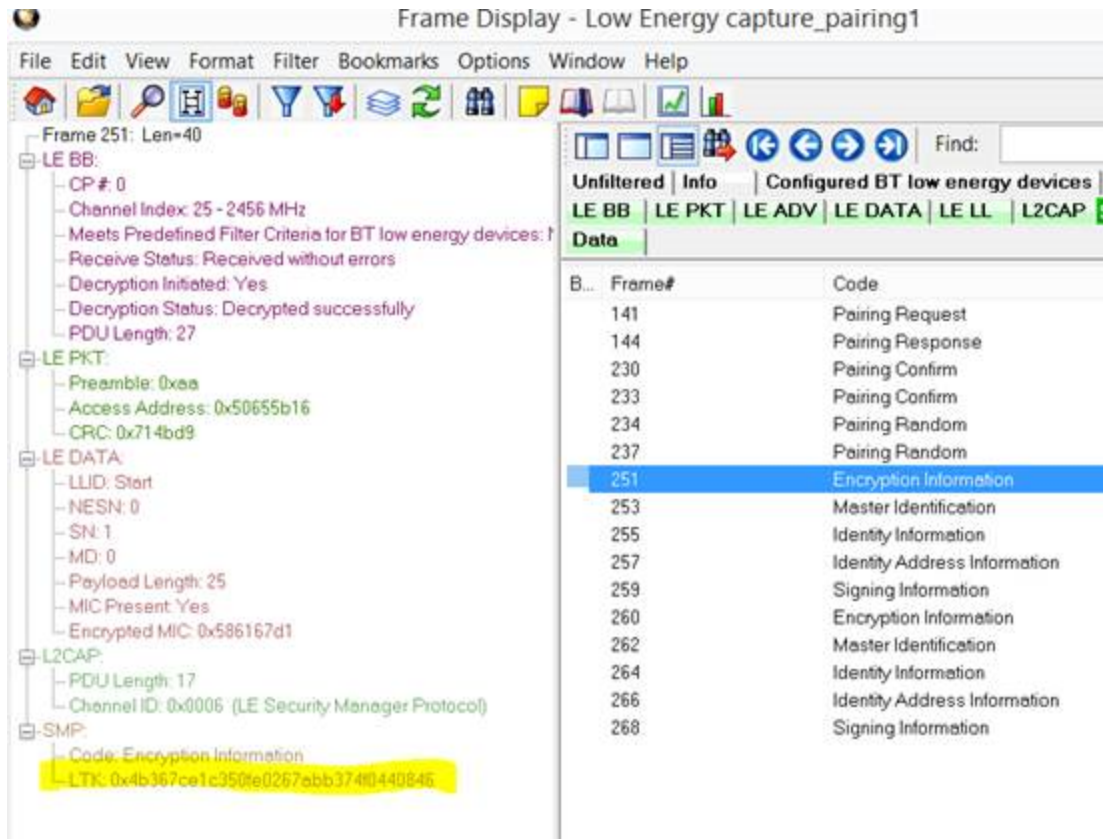 Frame Display - Low Energy capture_pairing1
File Edit View Format Filter Bookmarks Options Window Help
Frame 251: Len=40
LE BB:
CP #: 0
Channel Index: 25 - 2456 MHz
Meets Predefined Filter Criteria for BT low energy devices:
Receive Status: Received without errors
Decryption Initiated: Yes
Decryption Status: Decrypted successfully
PDU Length: 27
LE PKT:
Preamble: 0xaa
Access Address: 0x50655b16
CRC: 0x714bd9
LE DATA:
LLID: Start
NESN: 0
SN: 1
MD: 0
Payload Length: 25
MIC Present: Yes
Encrypted MIC: 0x586167d1
L2CAP:
PDU Length: 17
Channel ID: 0x0006 (LE Security Manager Protocol)
SMP:
Code: Encryption Information
LTK: 0x4b367ce1c350fe0267abb374f0440846
Find:
Unfiltered Info Configured BT low energy devices
LE BB LE PKT LE ADV LE DATA LE LL L2CAP
Data
B... Frame# Code
141 Pairing Request
144 Pairing Response
230 Pairing Confirm
233 Pairing Confirm
234 Pairing Random
237 Pairing Random
251 Encryption Information
253 Master Identification
255 Identity Information
257 Identity Address Information
259 Signing Information
260 Encryption Information
262 Master Identification
264 Identity Information
266 Identity Address Information
268 Signing Information